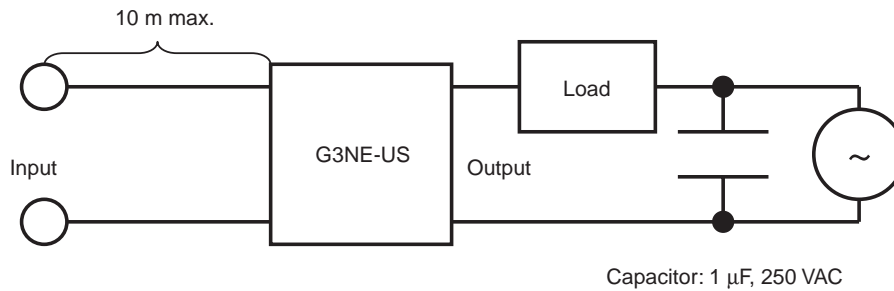 10 m max.
Load
Input
G3NE-US
Output
~
Capacitor: 1 μF, 250 VAC